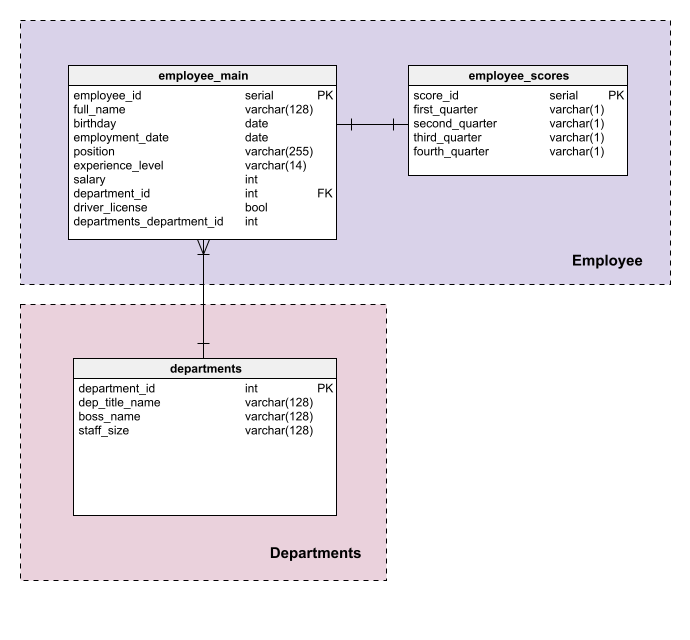 employee_main
employee_id serial PK
full_name varchar(128)
birthday date
employment_date date
position varchar(255)
experience_level varchar(14)
salary int
department_id int FK
driver_license bool
departments_department_id int
employee_scores
score_id serial PK
first_quarter varchar(1)
second_quarter varchar(1)
third_quarter varchar(1)
fourth_quarter varchar(1)
Employee
departments
department_id int PK
dep_title_name varchar(128)
boss_name varchar(128)
staff_size varchar(128)
Departments